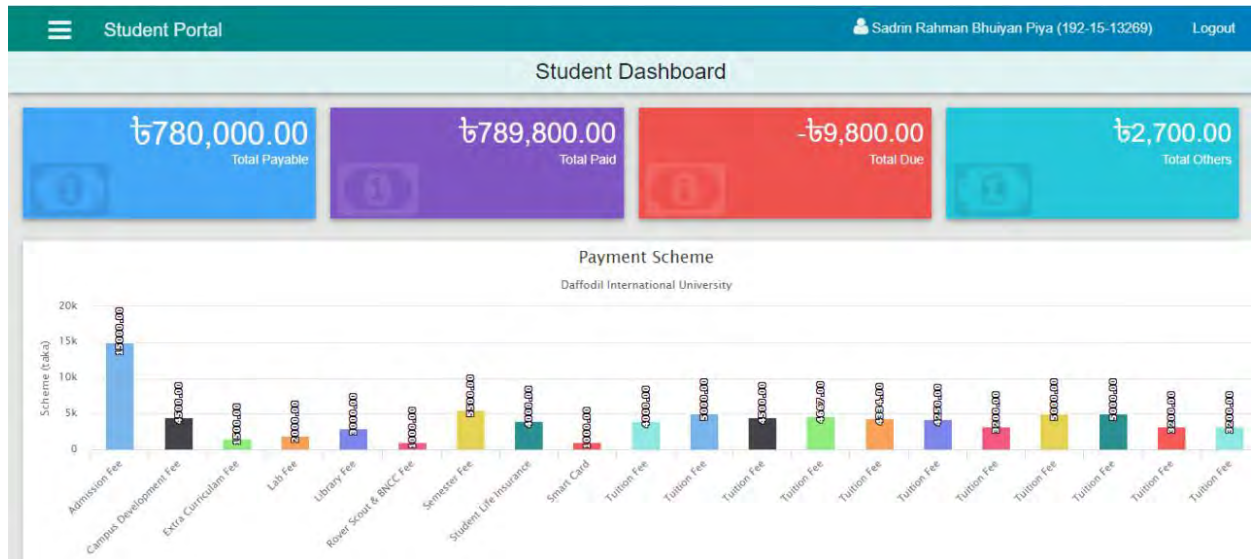 Student Portal
Sadrin Rahman Bhuiyan Piya (192-15-13269)
Logout
Student Dashboard
৳780,000.00
Total Payable
৳789,800.00
Total Paid
-৳9,800.00
Total Due
৳2,700.00
Total Others
Payment Scheme
Daffodil International University
Scheme (taka)
20k
15k
10k
5k
0
15000.00
4500.00
1500.00
2000.00
3000.00
1000.00
5500.00
4000.00
1000.00
4000.00
5000.00
4667.00
4334.00
4250.00
3200.00
5000.00
5000.00
3200.00
3200.00
Admission Fee
Campus Development Fee
Extra Curriculam Fee
Lab Fee
Library Fee
Rover Scout & BNCC Fee
Semester Fee
Student Life Insurance
Smart Card
Tuition Fee
Tuition Fee
Tuition Fee
Tuition Fee
Tuition Fee
Tuition Fee
Tuition Fee
Tuition Fee
Tuition Fee
Tuition Fee
Tuition Fee